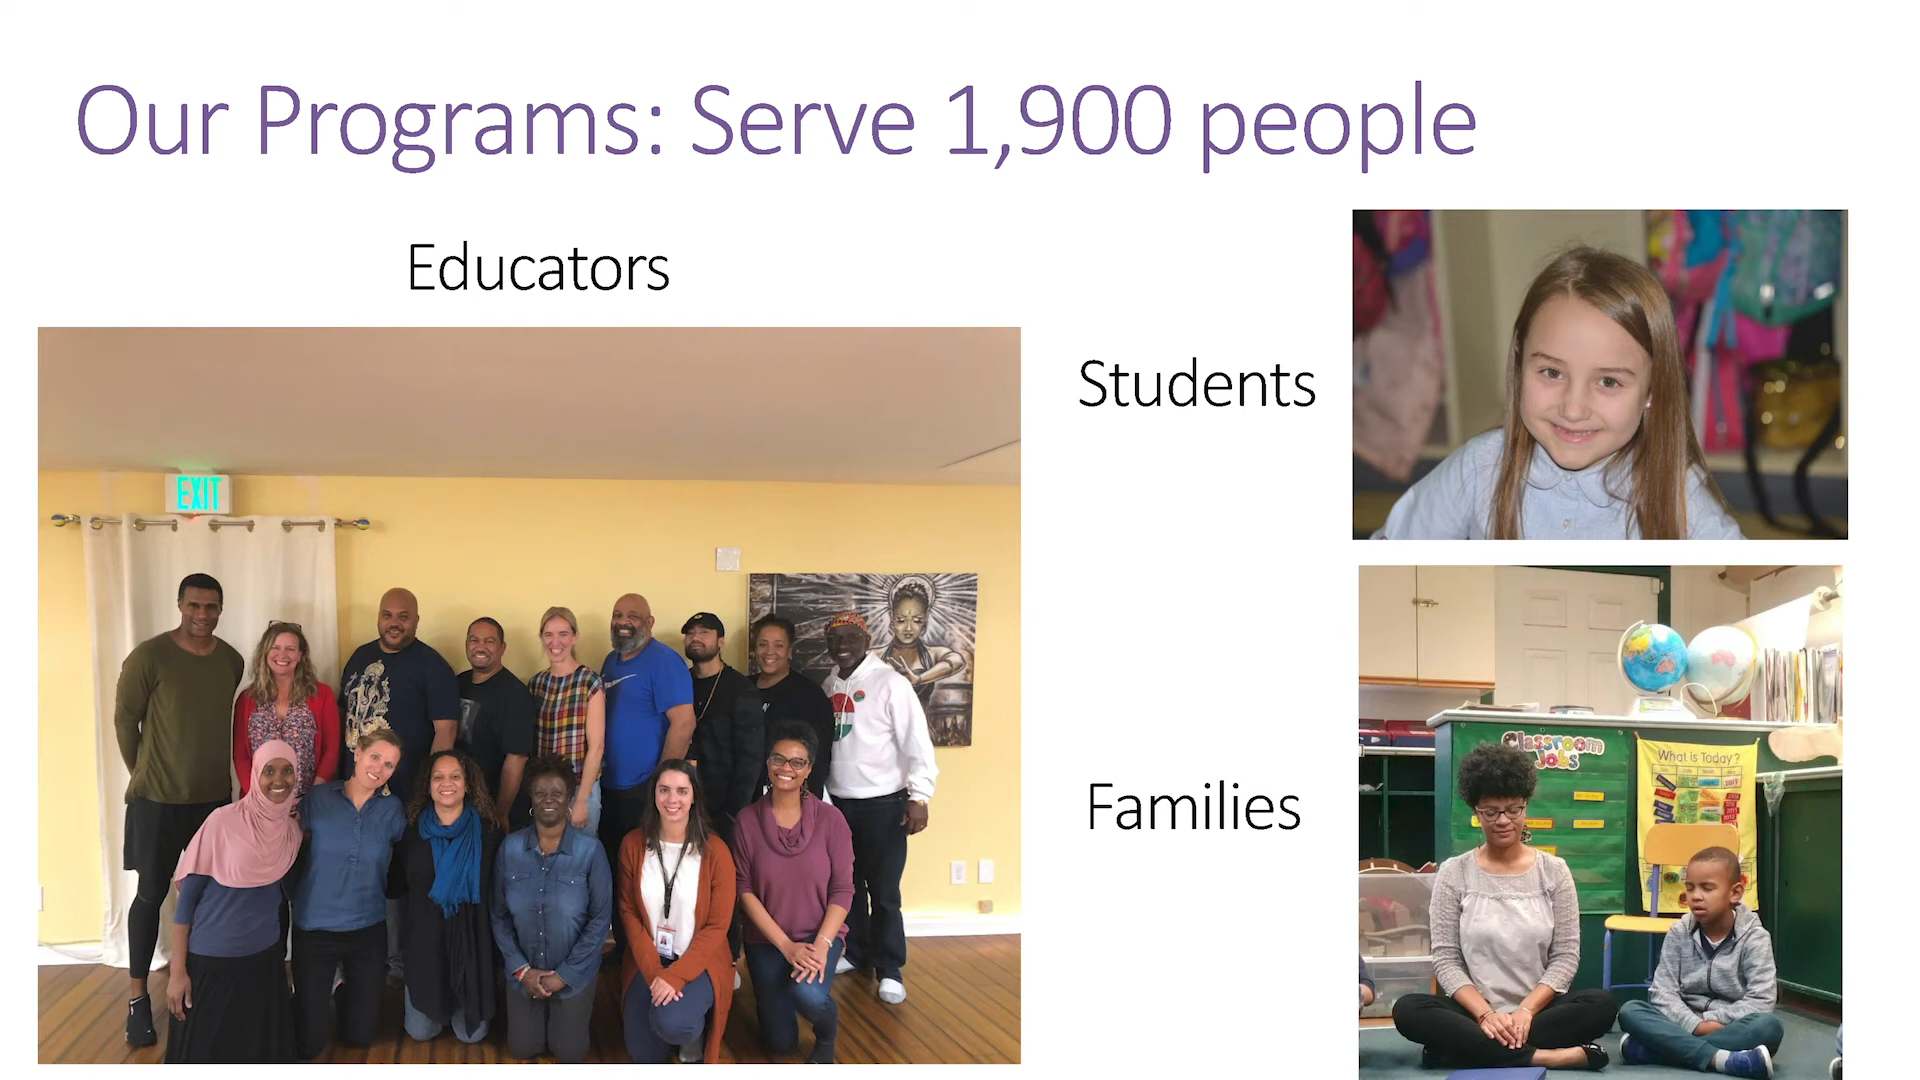 Our Programs: Serve 1,900 people
Educators
Students
Families
EXIT
Classroom
Jobs
What is Today?